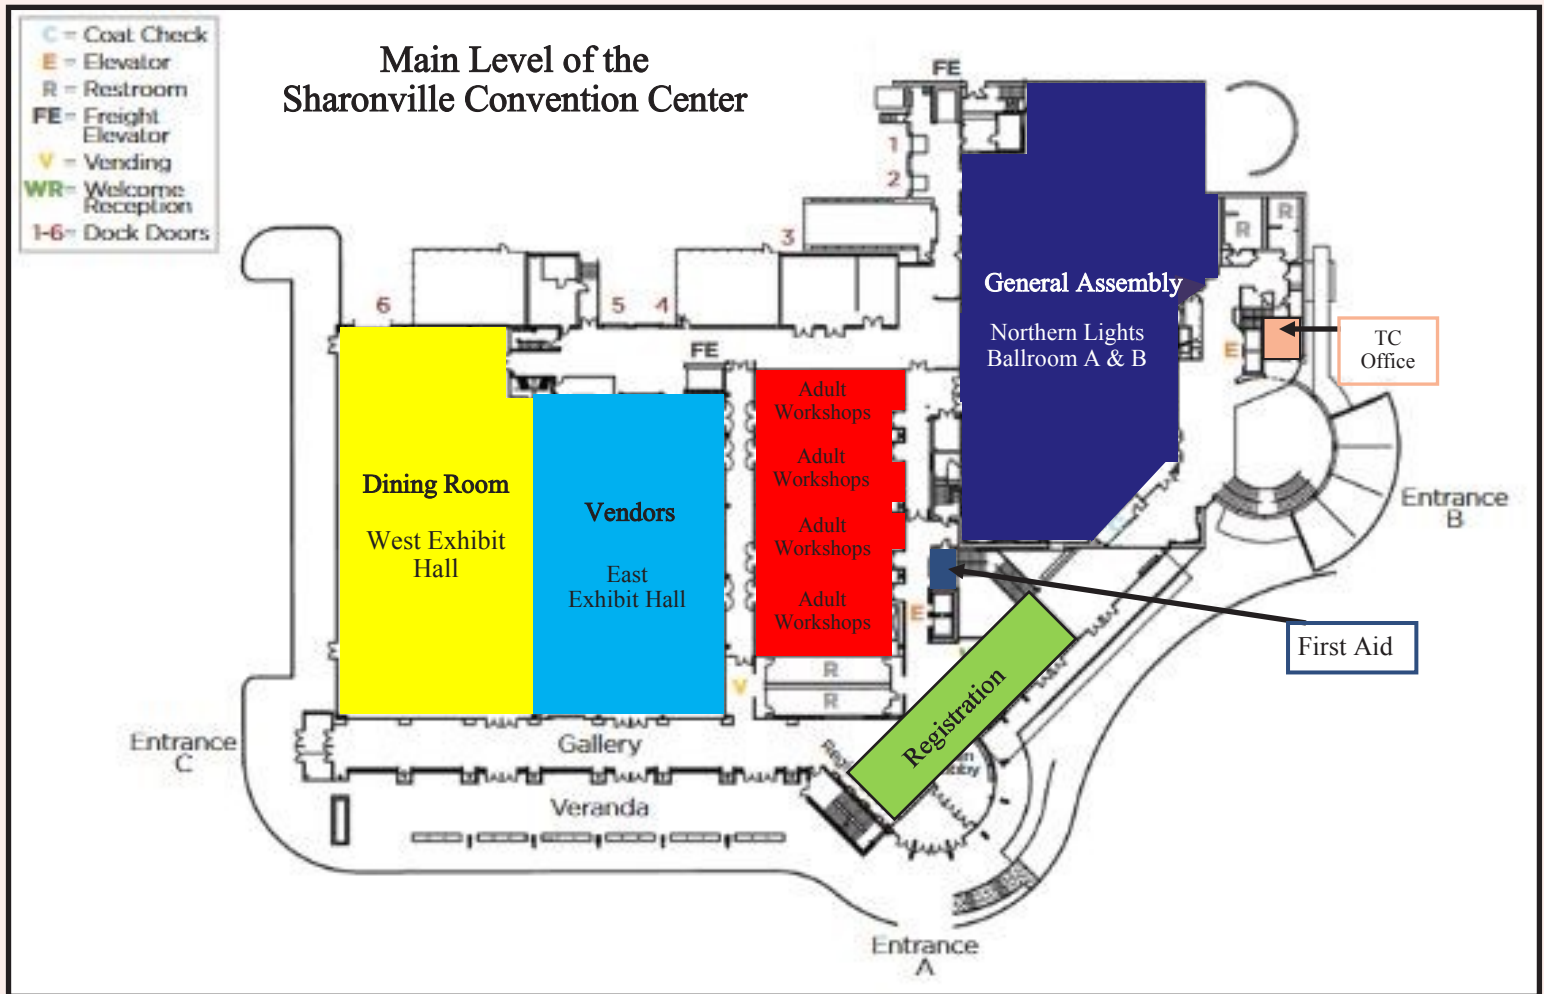 C = Coat Check
E = Elevator
R = Restroom
FE = Freight
Elevator
V = Vending
WR = Welcome
Reception
1-6 = Dock Doors
Main Level of the
Sharonville Convention Center
FE
1
2
3
R
R
6
5
4
FE
General Assembly
Northern Lights
Ballroom A & B
E
TC
Office
Adult
Workshops
Adult
Workshops
Adult
Workshops
Adult
Workshops
Dining Room
West Exhibit
Hall
Vendors
East
Exhibit Hall
Entrance
B
C
E
First Aid
R
R
V
Registration
Entrance
C
Gallery
Veranda
Entrance
A